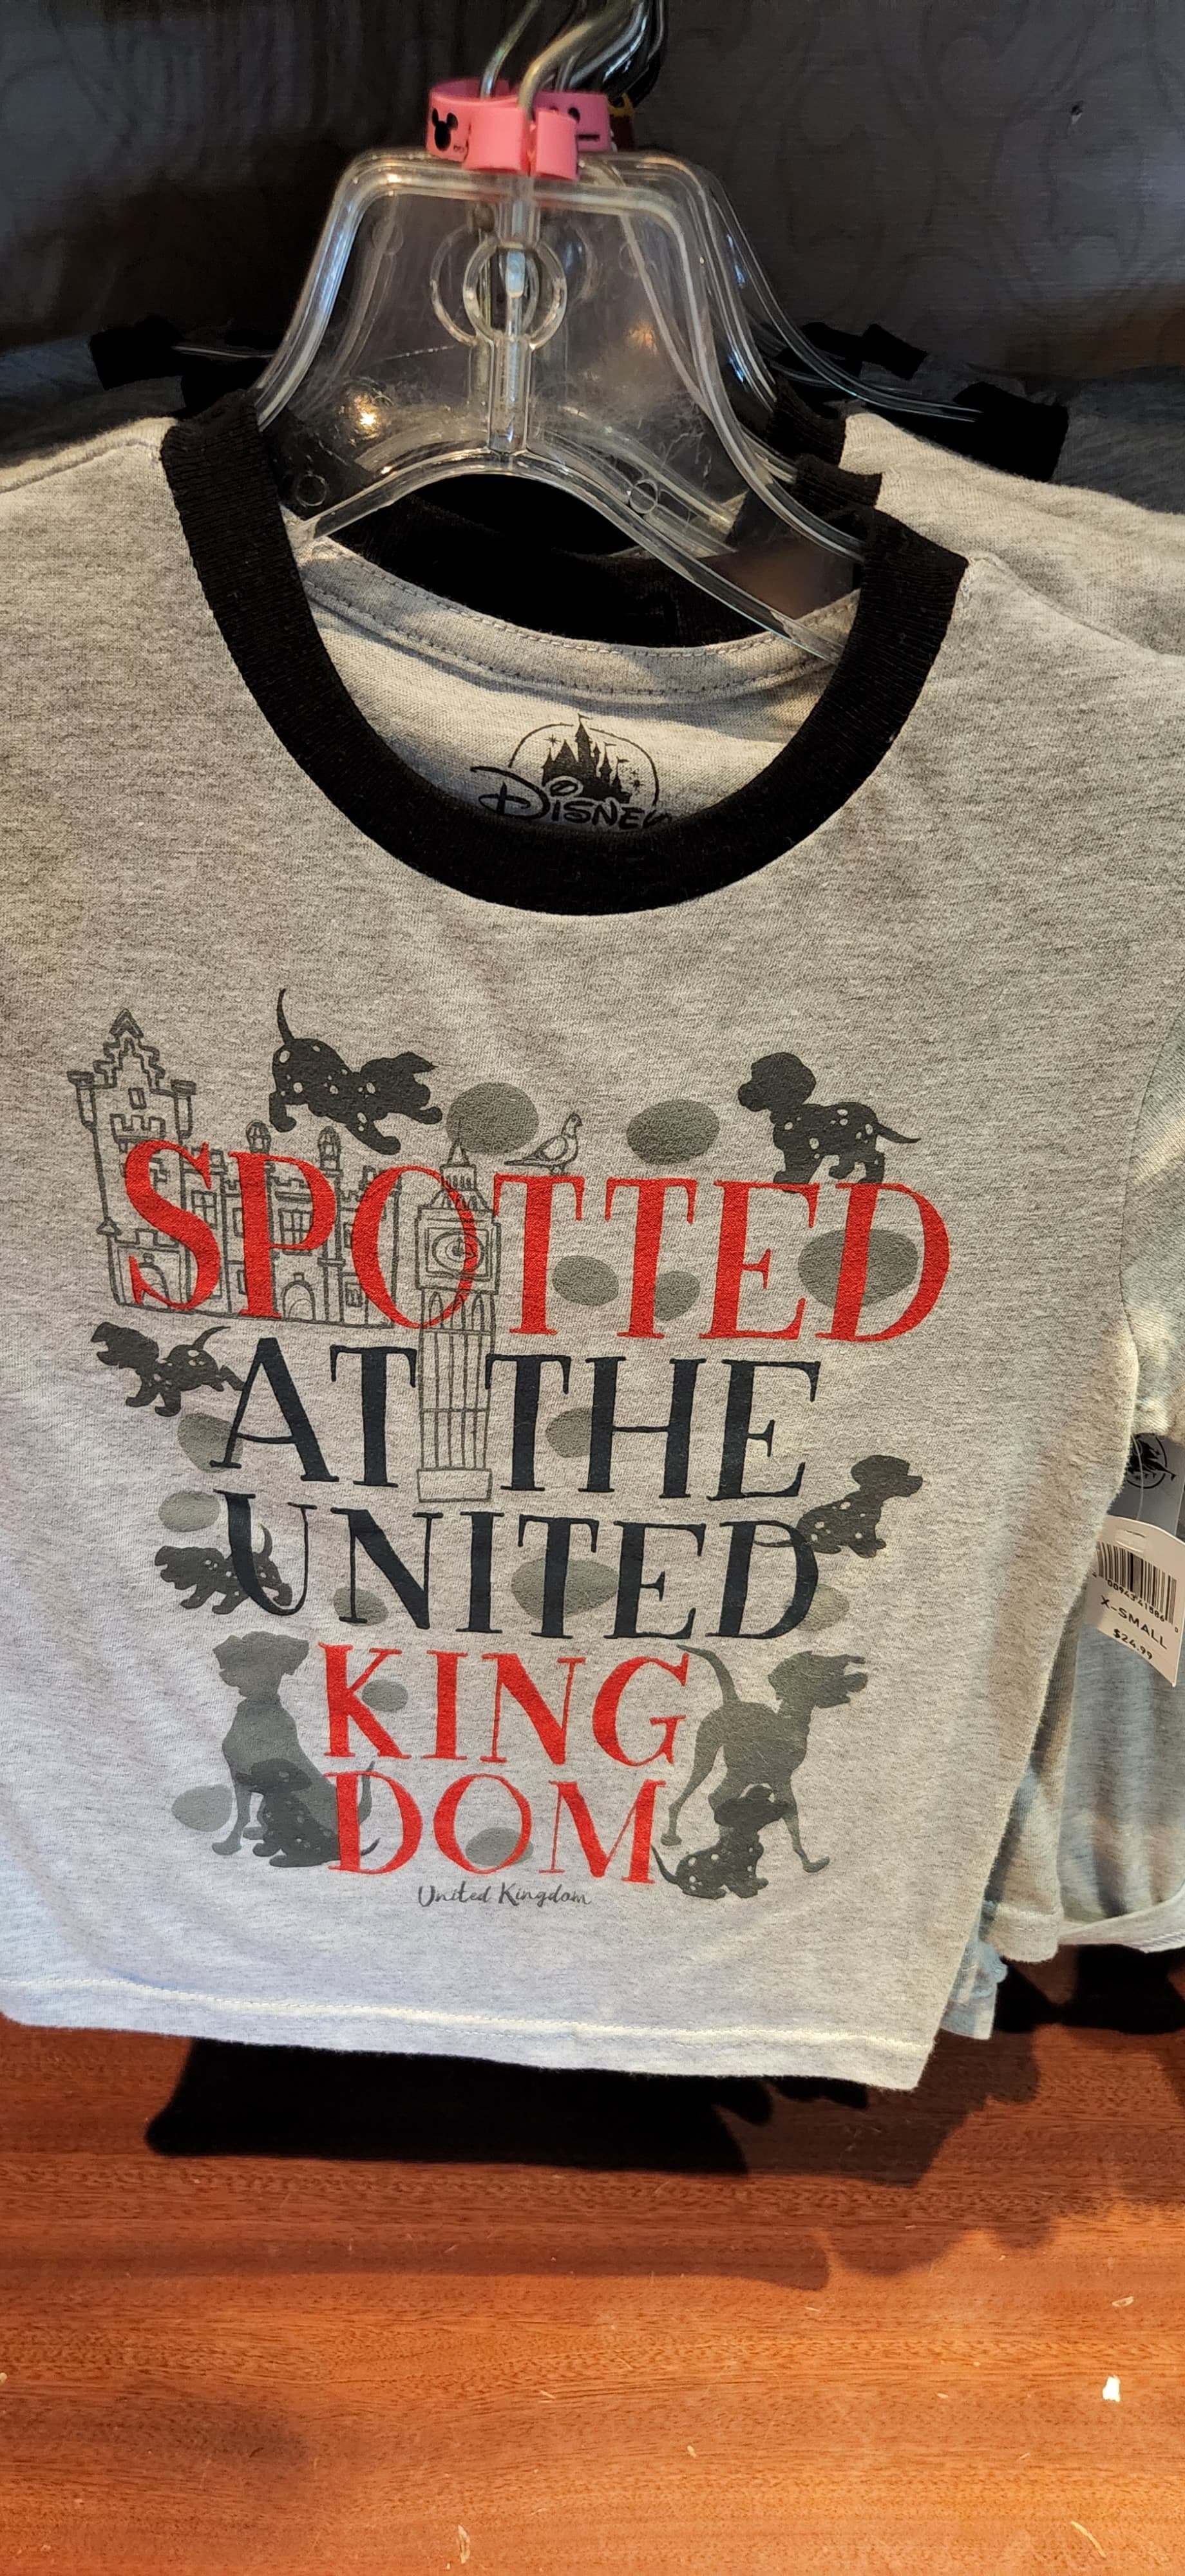 DISNEY
SPOTTED
AT THE
UNITED
KING
DOM
United Kingdom
X-SMALL
$24.99